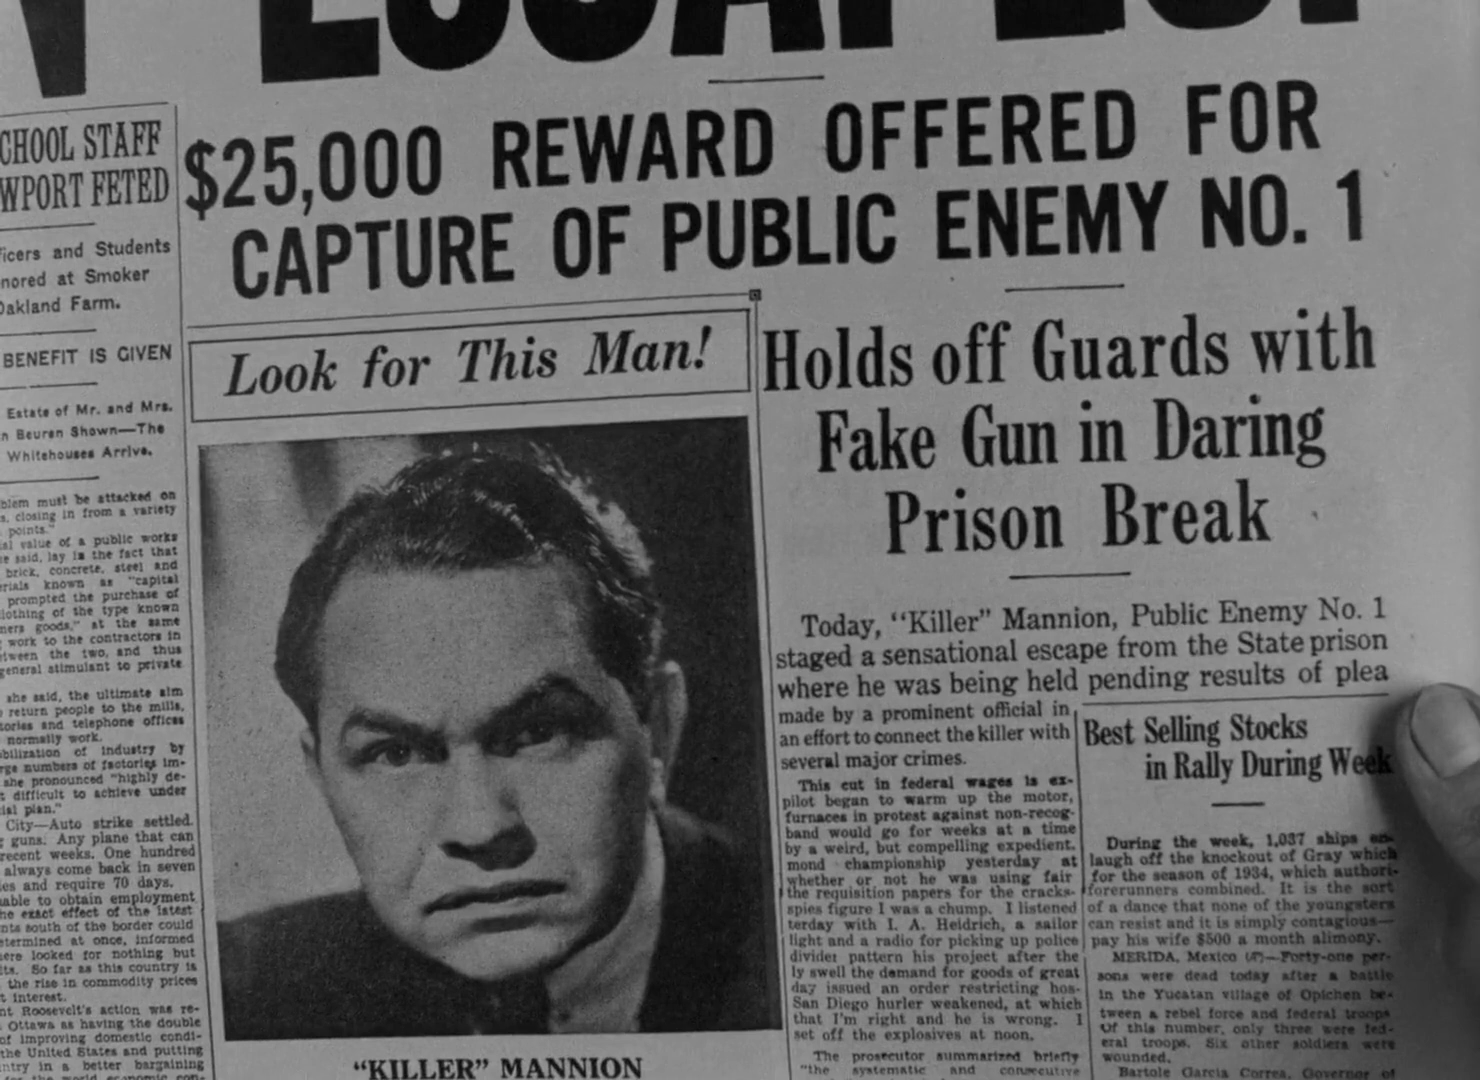 ESCAPES!
$25,000 REWARD OFFERED FOR
CAPTURE OF PUBLIC ENEMY NO. 1
CHOOL STAFF
WPORT FETED
ficers and Students
nored at Smoker
Oakland Farm.
BENEFIT IS GIVEN
Estate of Mr. and Mrs.
n Beuren Shown—The
Whitehouses Arrive.
blem must be attacked on
s, closing in from a variety
points."
ial value of a public works
e said, lay is the fact that
brick, concrete, steel and
erials known as "capital
prompted the purchase of
lothing of the type known
ners goods," at the same
work to the contractors in
tween the two, and thus
general stimulant to private
she said, the ultimate aim
return people to the mills,
tories and telephone offices
normally work.
bilization of industry by
rge numbers of factories im-
she pronounced "highly de-
t difficult to achieve under
ial plan."
City—Auto strike settled.
guns. Any plane that can
recent weeks. One hundred
always come back in seven
les and require 70 days.
able to obtain employment
he exact effect of the latest
nts south of the border could
etermined at once, informed
ere looked for nothing but
its. So far as this country is
the rise in commodity prices
t interest.
nt Roosevelt's action was re-
Ottawa as having the double
of improving domestic condi-
the United States and putting
ntry in a better bargaining
Look for This Man!
"KILLER" MANNION
Holds off Guards with
Fake Gun in Daring
Prison Break
Today, "Killer" Mannion, Public Enemy No. 1
staged a sensational escape from the State prison
where he was being held pending results of plea
made by a prominent official in
an effort to connect the killer with
several major crimes.
This cut in federal wages is ex-
pilot began to warm up the motor,
furnaces in protest against non-recog-
band would go for weeks at a time
by a weird, but compelling expedient.
mond championship yesterday at
whether or not he was using fair
the requisition papers for the cracks-
spies figure I was a chump. I listened
terday with I. A. Heidrich, a sailor
light and a radio for picking up police
divider pattern his project after the
ly swell the demand for goods of great
day issued an order restricting hos-
San Diego hurler weakened, at which
that I'm right and he is wrong. I
set off the explosives at noon.
The prosecutor summarized briefly
"the systematic and consecutive
Best Selling Stocks
in Rally During Week
During the week, 1,037 ships en-
laugh off the knockout of Gray which
for the season of 1934, which authori-
forerunners combined. It is the sort
of a dance that none of the youngsters
can resist and it is simply contagious—
pay his wife $500 a month alimony.
MERIDA, Mexico (AP)—Forty-one per-
sons were dead today after a battle
in the Yucatan village of Opichen be-
tween a rebel force and federal troops
Of this number, only three were fed-
eral troops. Six other soldiers were
wounded.
Bartole Garcia Correa, Governor of